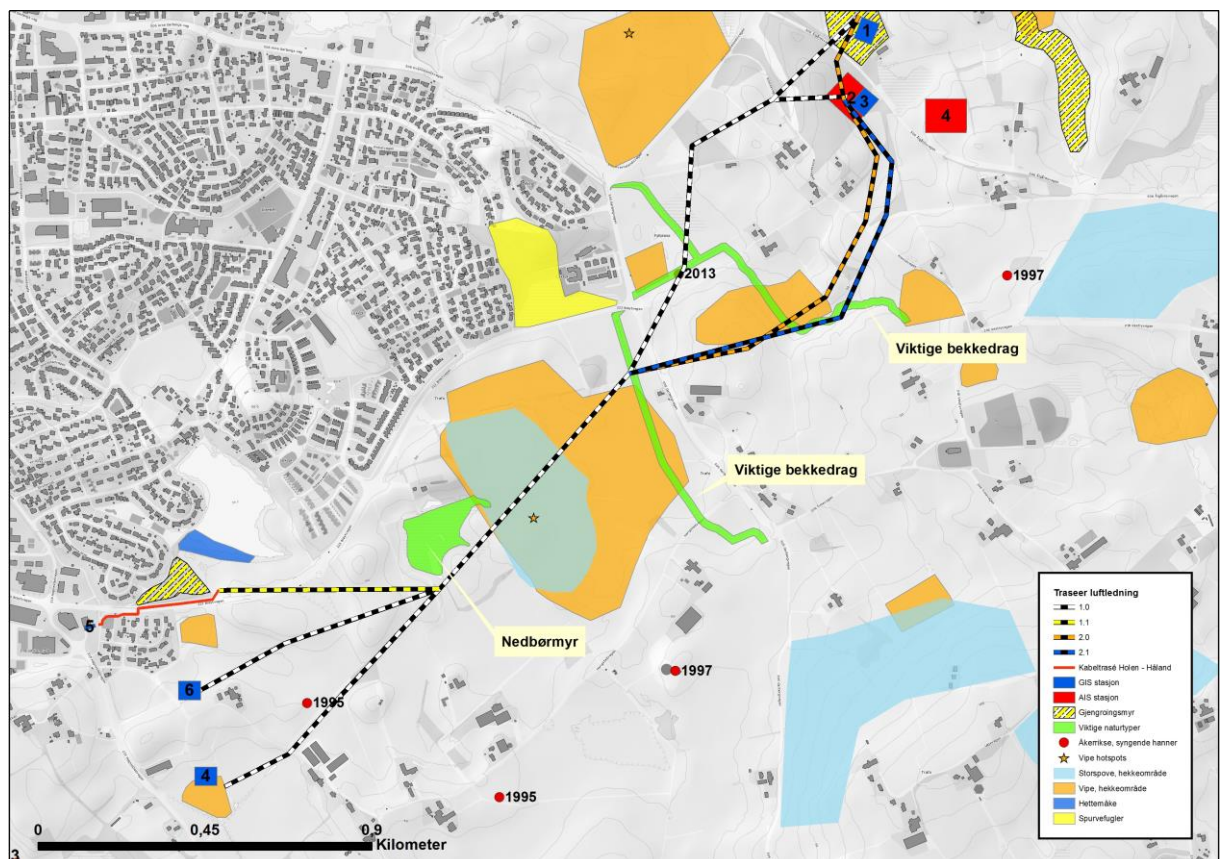 1
2
3
4
2013
1997
Viktige bekkedrag
Viktige bekkedrag
Nedbørmyr
5
6
1997
1995
4
1995
0
0,45
0,9
Kilometer
3
Traseer luftledning
1.0
1.1
2.0
2.1
Kabeltrasé Holen - Håland
GIS stasjon
AIS stasjon
Gjengroingsmyr
Viktige naturtyper
Åkerrikse, syngende hanner
Vipe hotspots
Storspove, hekkeområde
Vipe, hekkeområde
Hettemåke
Spurvefugler